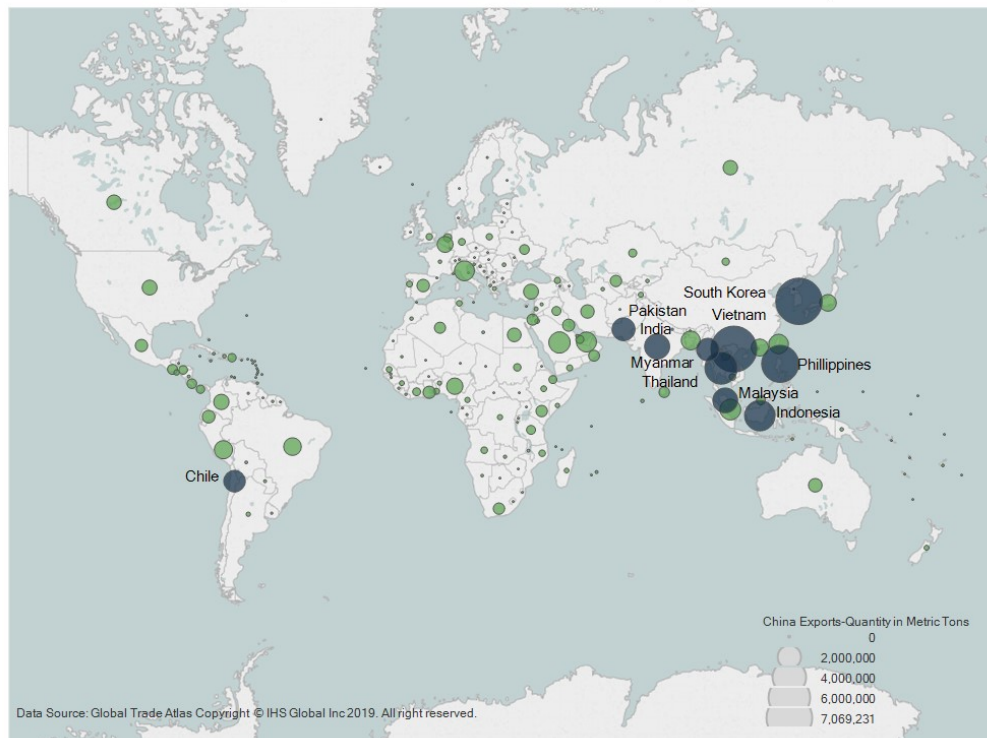 South Korea
Pakistan
Vietnam
India
Myanmar
Thailand
Phillippines
Malaysia
Indonesia
Chile
China Exports-Quantity in Metric Tons
0
2,000,000
4,000,000
6,000,000
7,069,231
Data Source: Global Trade Atlas Copyright © IHS Global Inc 2019. All right reserved.